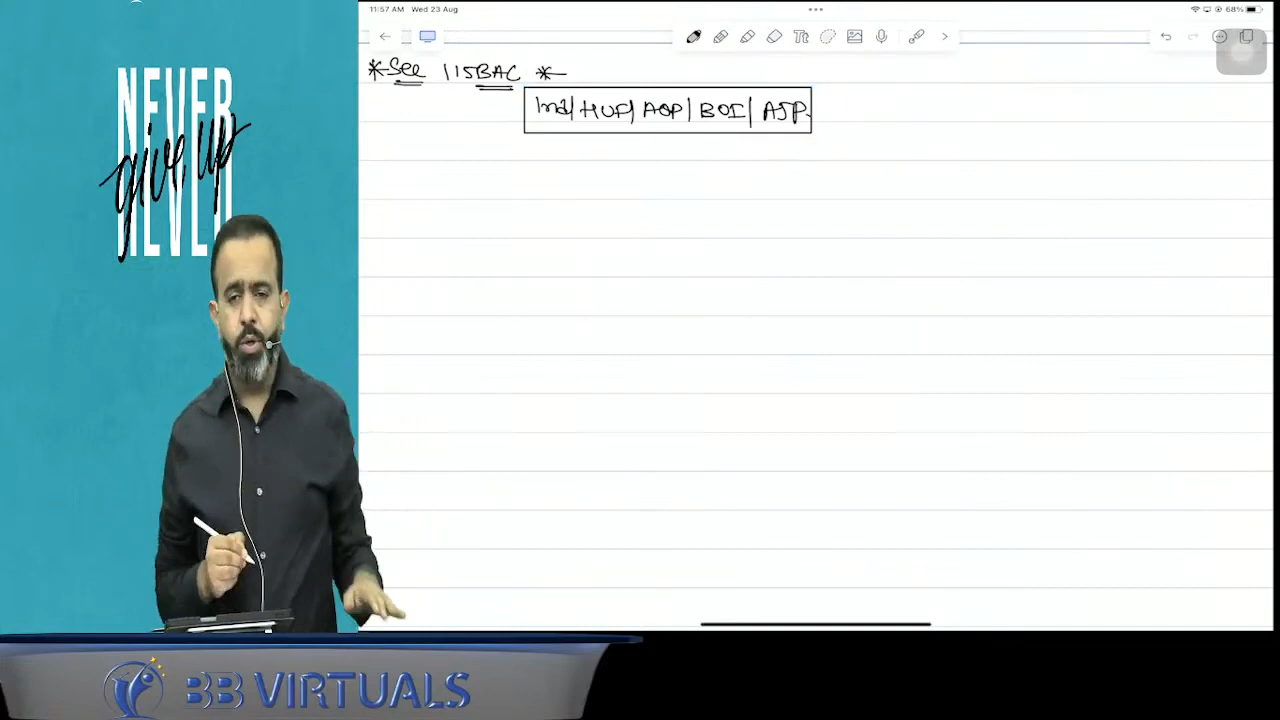 11:57 AM Wed 23 Aug
68%
Tt
*See 115BAC *
Ind/HUF/AOP/BOI/AJP.
NEVER
give up
NEVER
BB VIRTUALS